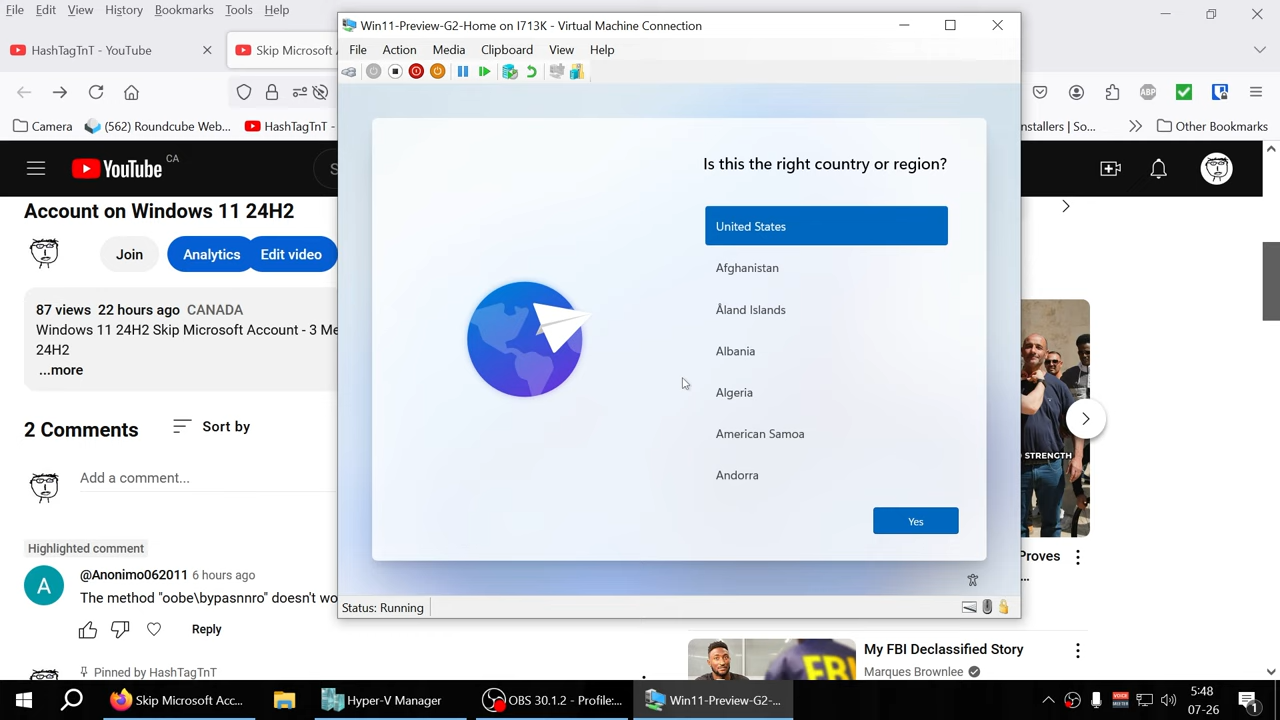 File Edit View History Bookmarks Tools Help
HashTagTnT - YouTube
Skip Microsoft A
Win11-Preview-G2-Home on I713K - Virtual Machine Connection
File Action Media Clipboard View Help
Camera
(562) Roundcube Web...
HashTagTnT -
nstallers | So...
Other Bookmarks
ABP
VOICE
YouTube CA
S
Account on Windows 11 24H2
Join
Analytics
Edit video
87 views 22 hours ago CANADA
Windows 11 24H2 Skip Microsoft Account - 3 Me
24H2
...more
2 Comments
Sort by
Add a comment...
Highlighted comment
A
@Anonimo062011 6 hours ago
The method "oobe\bypasnnro" doesn't wo
Reply
Pinned by HashTagTnT
Is this the right country or region?
United States
Afghanistan
Åland Islands
Albania
Algeria
American Samoa
Andorra
Yes
Status: Running
STRENGTH
Proves
...
My FBI Declassified Story
Marques Brownlee
FBI
Skip Microsoft Acc...
Hyper-V Manager
OBS 30.1.2 - Profile:...
Win11-Preview-G2-...
5:48
07-26
1